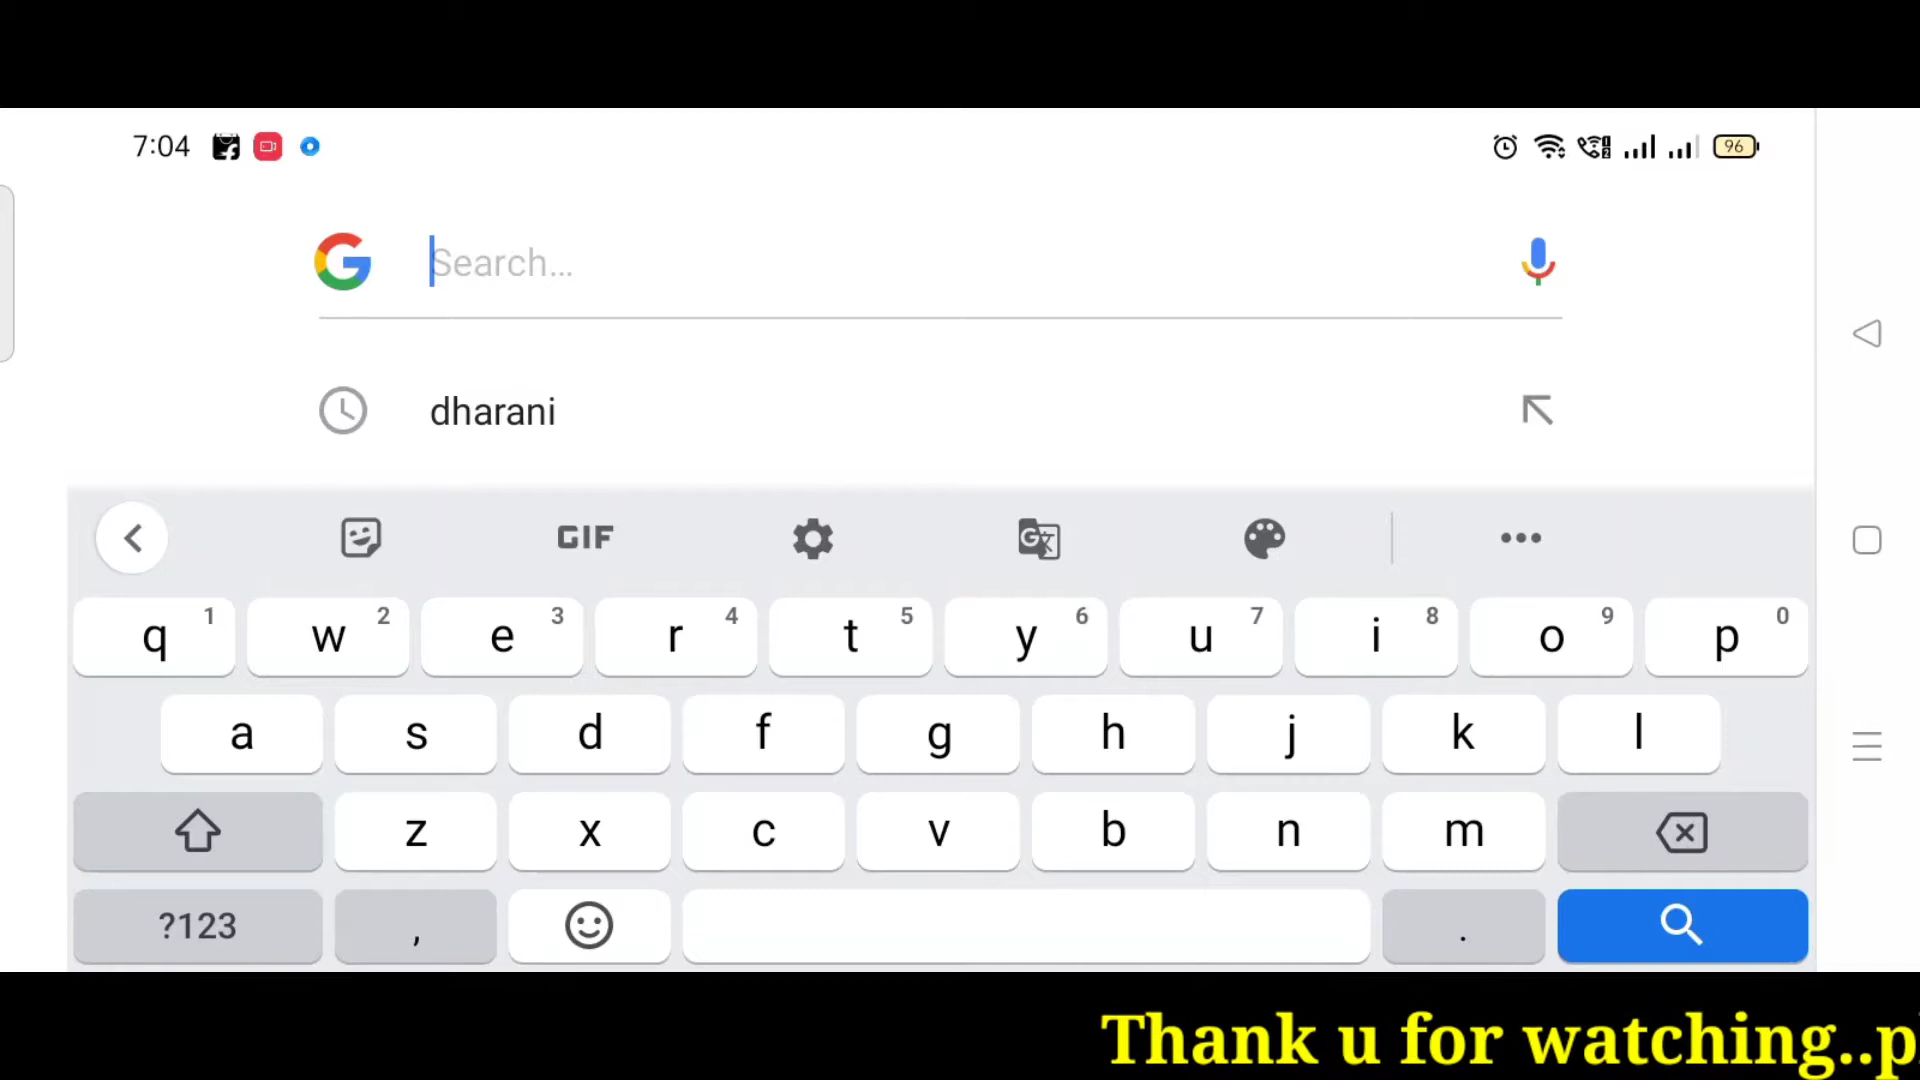 7:04
96
Search...
dharani
GIF
q 1 w 2 e 3 r 4 t 5 y 6 u 7 i 8 o 9 p 0
a s d f g h j k l
z x c v b n m
?123 , .
Thank u for watching..p